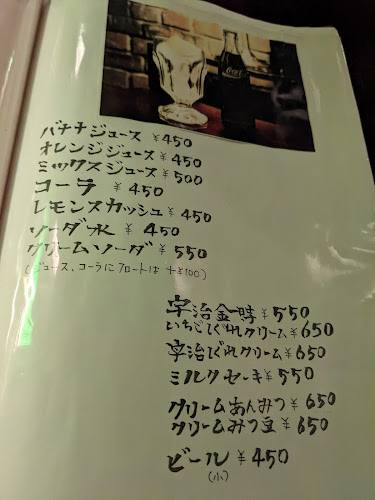 Coca-Cola
バナナジュース ¥450
オレンジジュース ¥450
ミックスジュース ¥500
コーラ ¥450
レモンスカッシュ ¥450
ソーダ水 ¥450
クリームソーダ ¥550
(ジュース、コーラにフロートは +¥100)
宇治金時 ¥550
いちごしぐれクリーム ¥650
宇治しぐれクリーム ¥650
ミルクセーキ ¥550
クリームあんみつ ¥650
クリームみつ豆 ¥650
ビール ¥450
(小)